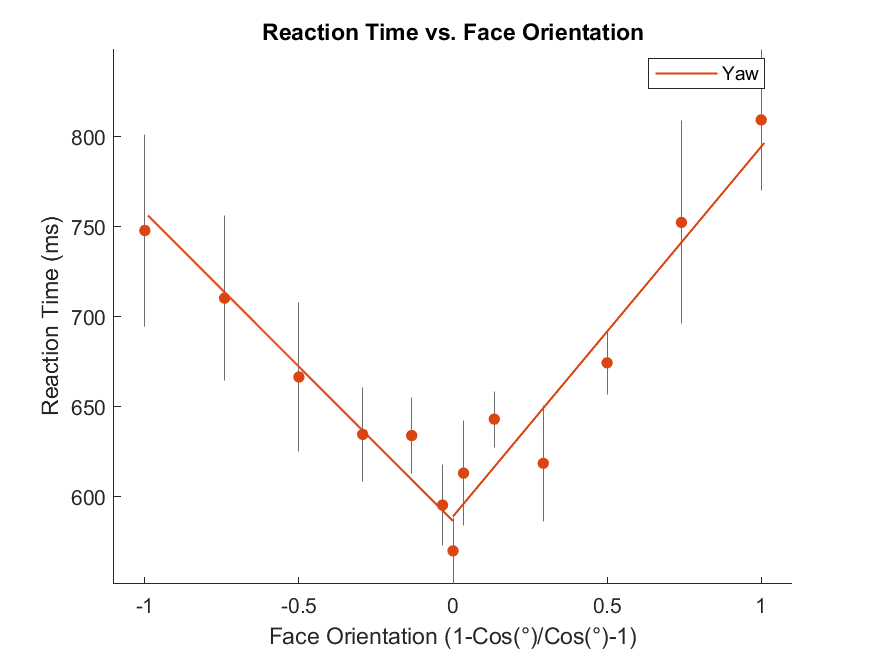 Reaction Time vs. Face Orientation
Yaw
Reaction Time (ms)
800
750
700
650
600
-1
-0.5
0
0.5
1
Face Orientation (1-Cos(°)/Cos(°)-1)